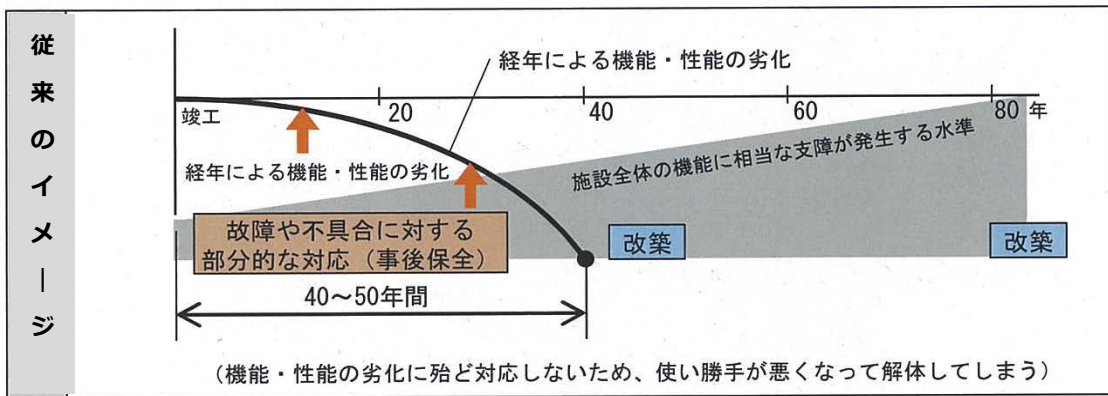 従来のイメージ
経年による機能・性能の劣化
竣工
20
40
60
80 年
経年による機能・性能の劣化
施設全体の機能に相当な支障が発生する水準
故障や不具合に対する
部分的な対応（事後保全）
改築
改築
40～50年間
（機能・性能の劣化に殆ど対応しないため、使い勝手が悪くなって解体してしまう）